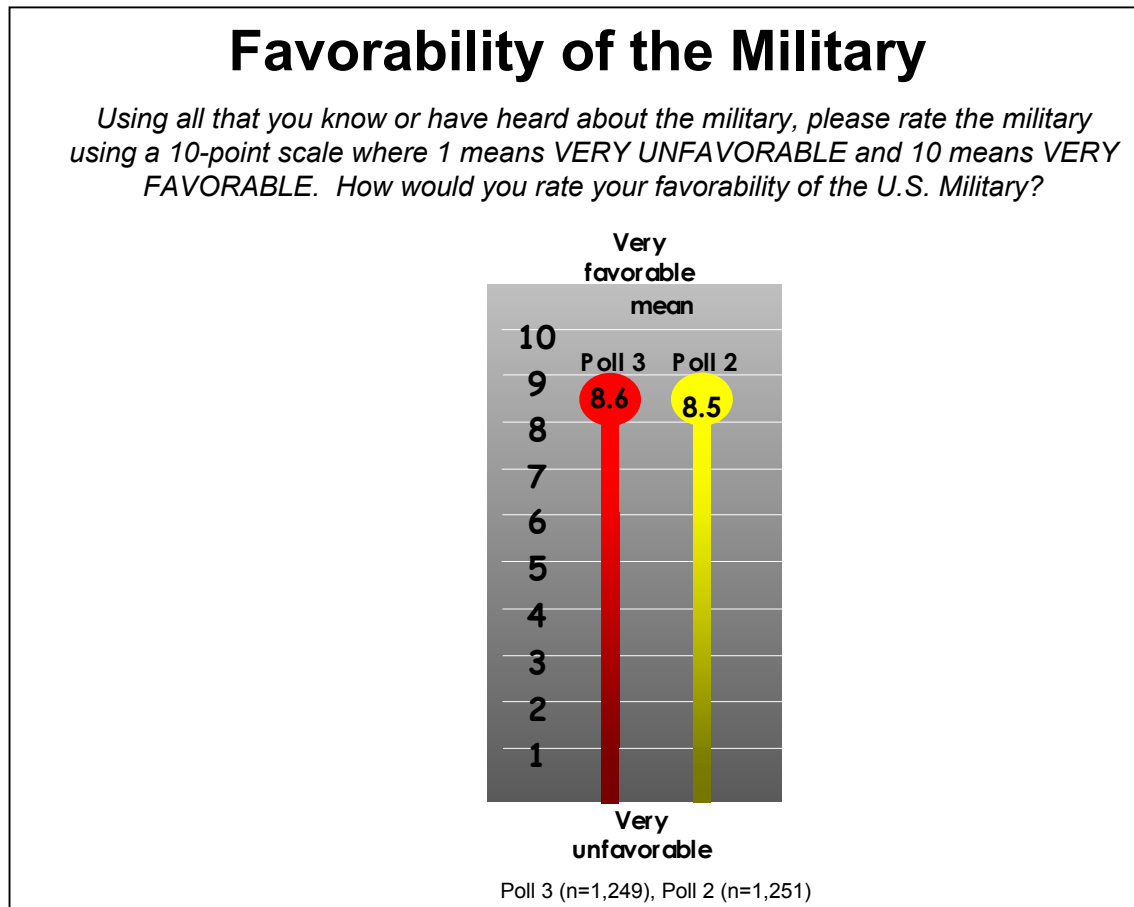 Favorability of the Military
Using all that you know or have heard about the military, please rate the military
using a 10-point scale where 1 means VERY UNFAVORABLE and 10 means VERY
FAVORABLE.  How would you rate your favorability of the U.S. Military?
Very
favorable
mean
10
Poll 3 Poll 2
9
8.6 8.5
8
7
6
5
4
3
2
1
Very
unfavorable
Poll 3 (n=1,249), Poll 2 (n=1,251)